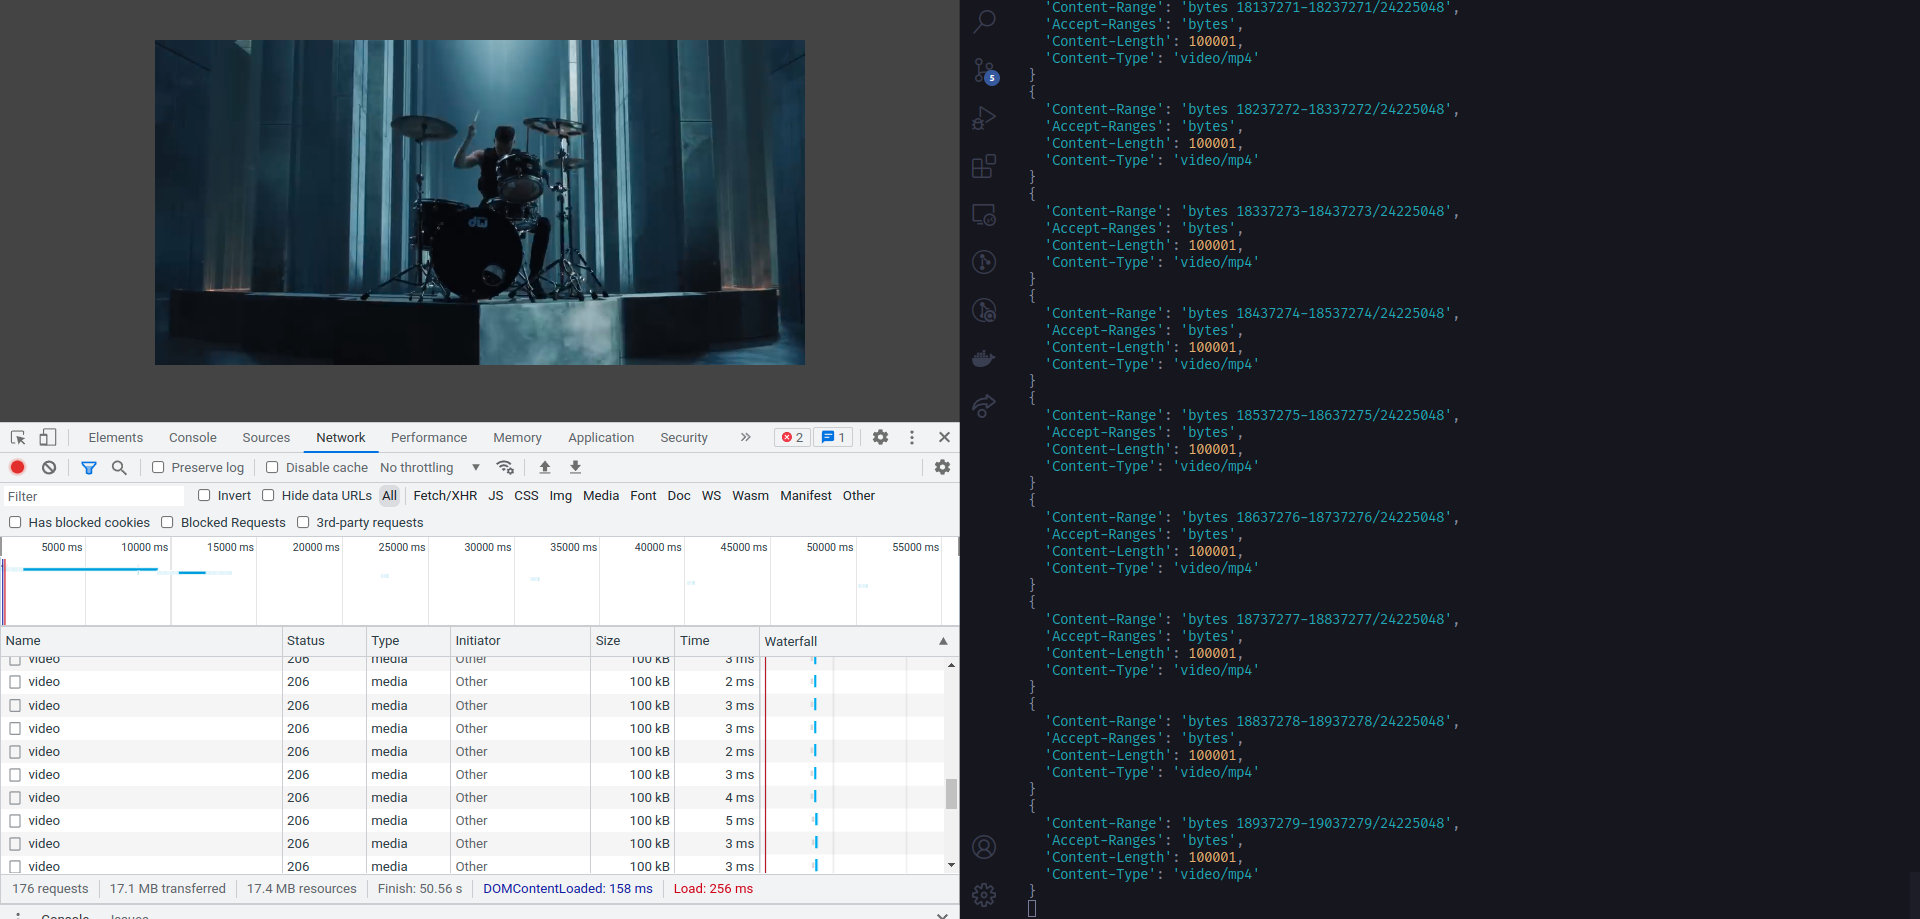 dW
Elements Console Sources Network Performance Memory Application Security » 2 1
Preserve log Disable cache No throttling
Filter Invert Hide data URLs All Fetch/XHR JS CSS Img Media Font Doc WS Wasm Manifest Other
Has blocked cookies Blocked Requests 3rd-party requests
5000 ms 10000 ms 15000 ms 20000 ms 25000 ms 30000 ms 35000 ms 40000 ms 45000 ms 50000 ms 55000 ms
Name Status Type Initiator Size Time Waterfall
video 206 media Other 100 kB 3 ms
video 206 media Other 100 kB 2 ms
video 206 media Other 100 kB 3 ms
video 206 media Other 100 kB 3 ms
video 206 media Other 100 kB 2 ms
video 206 media Other 100 kB 3 ms
video 206 media Other 100 kB 4 ms
video 206 media Other 100 kB 5 ms
video 206 media Other 100 kB 3 ms
video 206 media Other 100 kB 3 ms
176 requests 17.1 MB transferred 17.4 MB resources Finish: 50.56 s DOMContentLoaded: 158 ms Load: 256 ms
Console Issues
5
'Content-Range': 'bytes 18137271-18237271/24225048',
'Accept-Ranges': 'bytes',
'Content-Length': 100001,
'Content-Type': 'video/mp4'
}
{
'Content-Range': 'bytes 18237272-18337272/24225048',
'Accept-Ranges': 'bytes',
'Content-Length': 100001,
'Content-Type': 'video/mp4'
}
{
'Content-Range': 'bytes 18337273-18437273/24225048',
'Accept-Ranges': 'bytes',
'Content-Length': 100001,
'Content-Type': 'video/mp4'
}
{
'Content-Range': 'bytes 18437274-18537274/24225048',
'Accept-Ranges': 'bytes',
'Content-Length': 100001,
'Content-Type': 'video/mp4'
}
{
'Content-Range': 'bytes 18537275-18637275/24225048',
'Accept-Ranges': 'bytes',
'Content-Length': 100001,
'Content-Type': 'video/mp4'
}
{
'Content-Range': 'bytes 18637276-18737276/24225048',
'Accept-Ranges': 'bytes',
'Content-Length': 100001,
'Content-Type': 'video/mp4'
}
{
'Content-Range': 'bytes 18737277-18837277/24225048',
'Accept-Ranges': 'bytes',
'Content-Length': 100001,
'Content-Type': 'video/mp4'
}
{
'Content-Range': 'bytes 18837278-18937278/24225048',
'Accept-Ranges': 'bytes',
'Content-Length': 100001,
'Content-Type': 'video/mp4'
}
{
'Content-Range': 'bytes 18937279-19037279/24225048',
'Accept-Ranges': 'bytes',
'Content-Length': 100001,
'Content-Type': 'video/mp4'
}